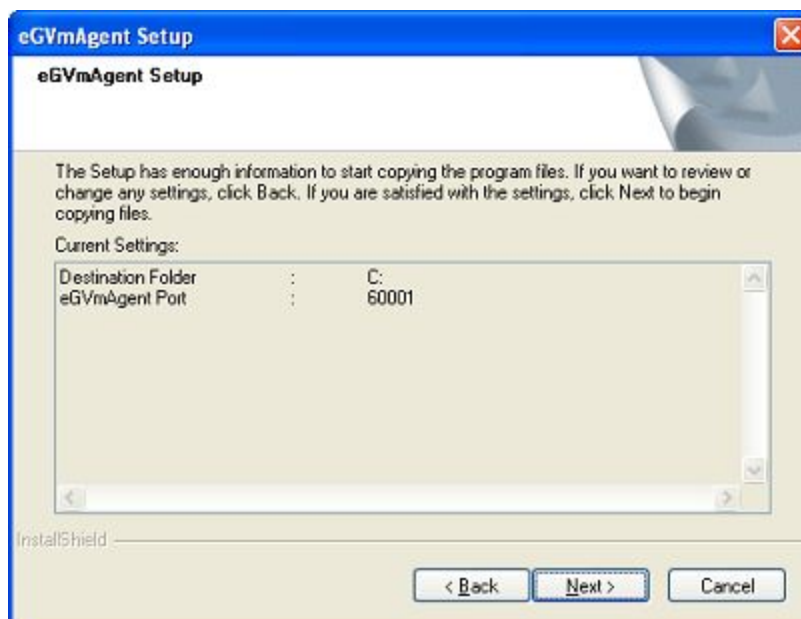 eGVmAgent Setup
eGVmAgent Setup
The Setup has enough information to start copying the program files. If you want to review or
change any settings, click Back. If you are satisfied with the settings, click Next to begin
copying files.
Current Settings:
Destination Folder : C:
eGVmAgent Port : 60001
InstallShield
< Back Next > Cancel